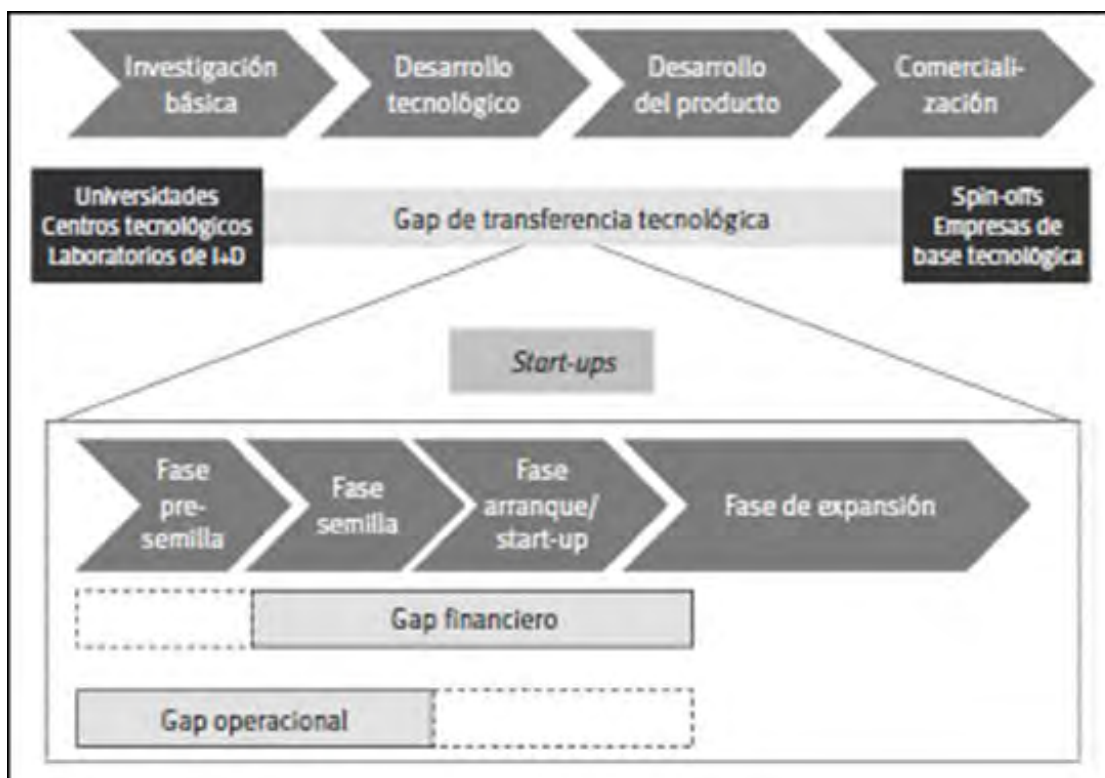 Investigación
básica
Desarrollo
tecnológico
Desarrollo
del producto
Comerciali-
zación
Universidades
Centros tecnológicos
Laboratorios de I+D
Gap de transferencia tecnológica
Spin-offs
Empresas de
base tecnológica
Start-ups
Fase
pre-
semilla
Fase
semilla
Fase
arranque/
start-up
Fase de expansión
Gap financiero
Gap operacional